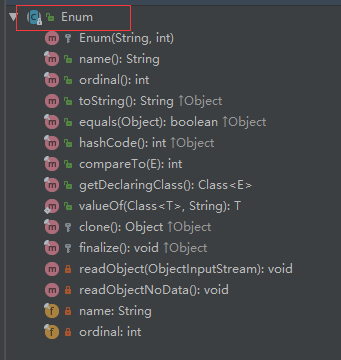 Enum
Enum(String, int)
name(): String
ordinal(): int
toString(): String ↑Object
equals(Object): boolean ↑Object
hashCode(): int ↑Object
compareTo(E): int
getDeclaringClass(): Class<E>
valueOf(Class<T>, String): T
clone(): Object ↑Object
finalize(): void ↑Object
readObject(ObjectInputStream): void
readObjectNoData(): void
name: String
ordinal: int